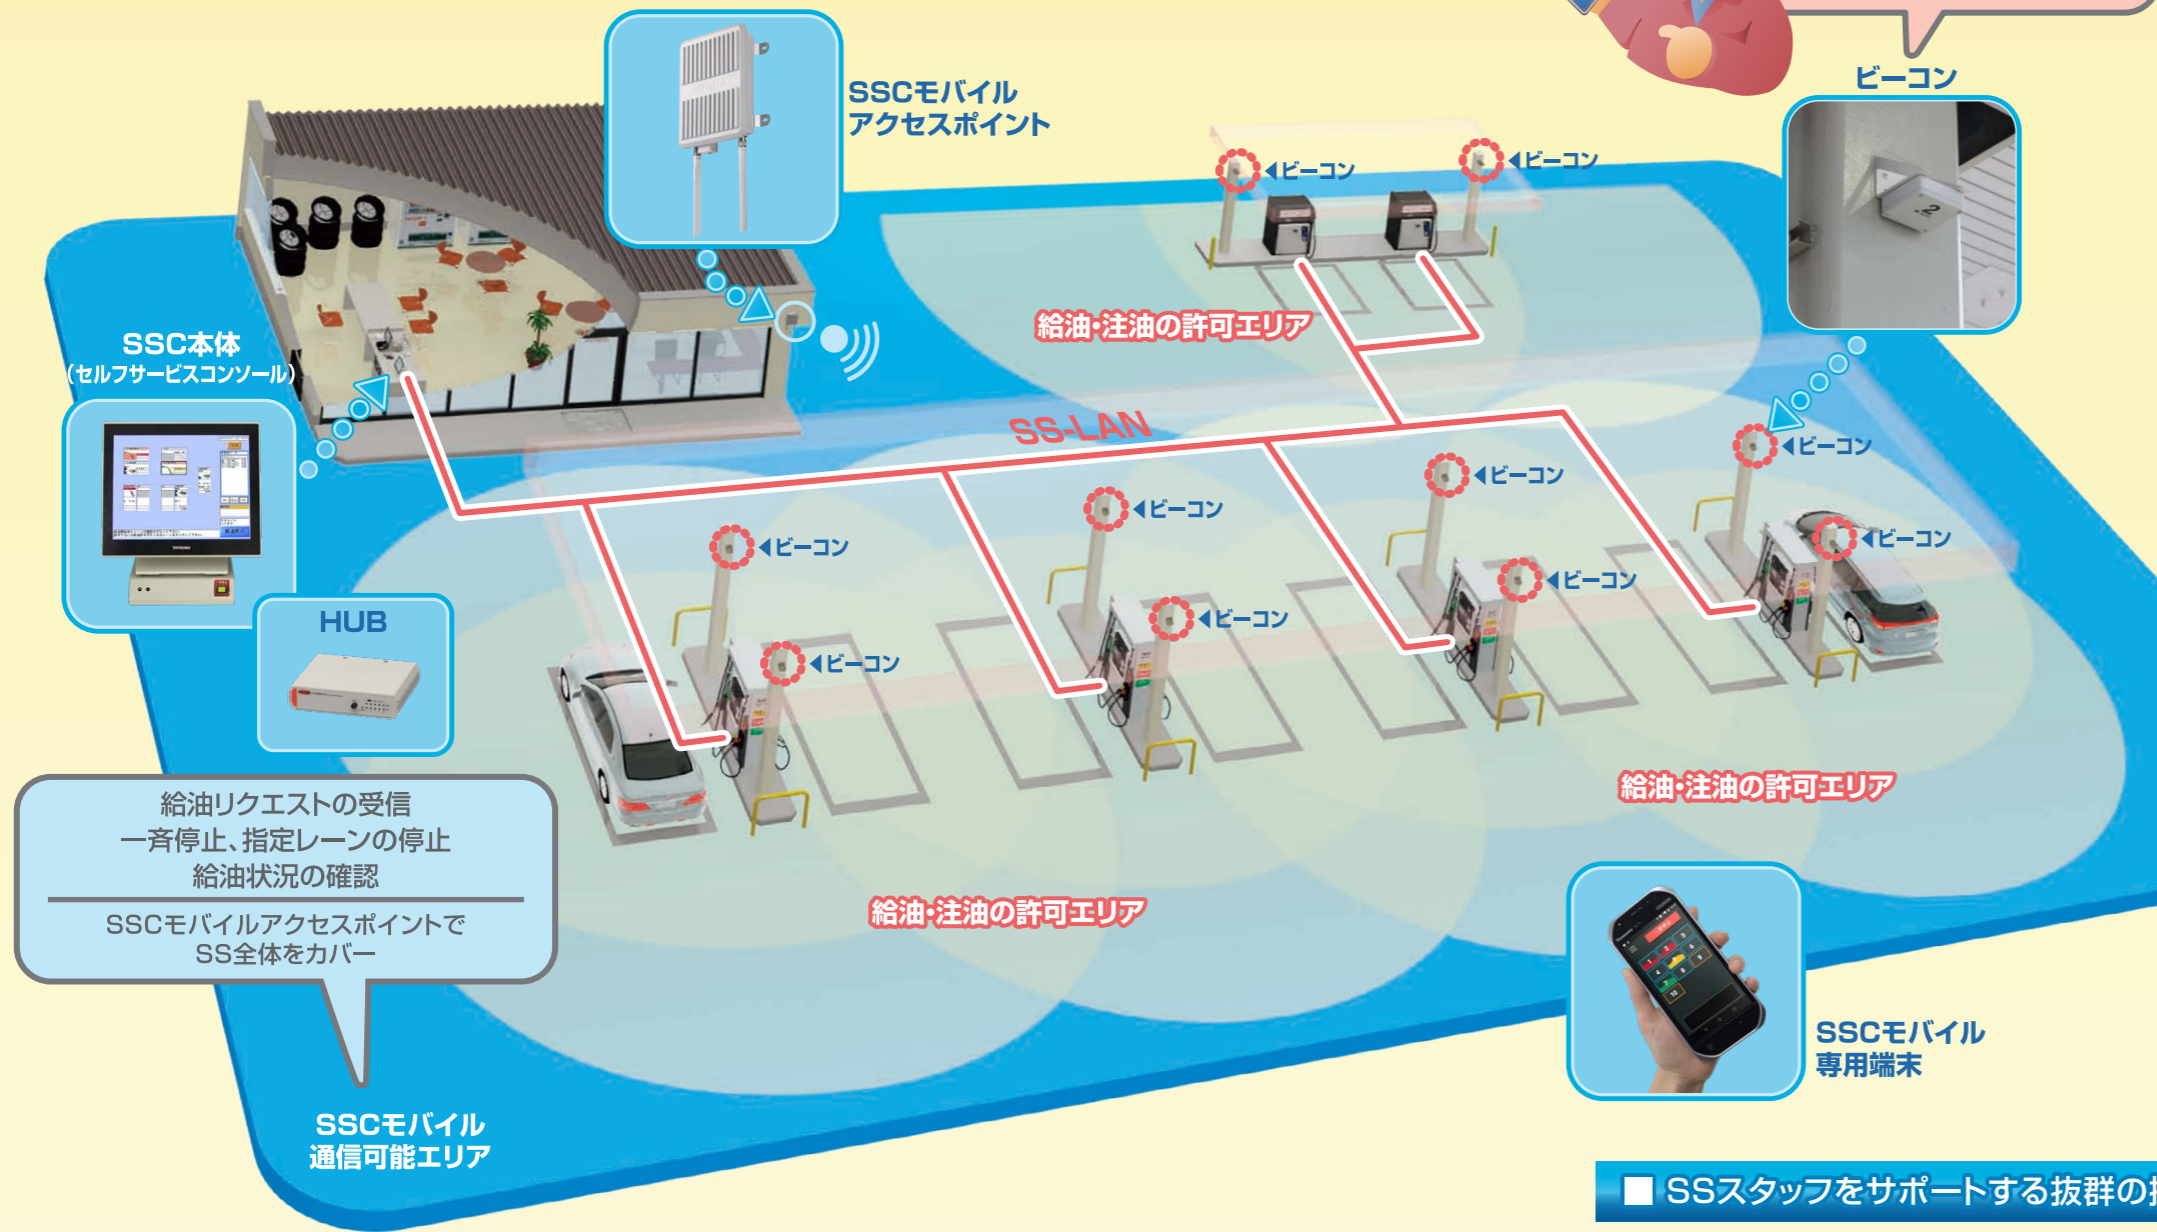 SSCモバイル
アクセスポイント
ビーコン
◀ビーコン
◀ビーコン
2
給油・注油の許可エリア
SSC本体
(セルフサービスコンソール)
SS-LAN
◀ビーコン
◀ビーコン
◀ビーコン
◀ビーコン
◀ビーコン
◀ビーコン
◀ビーコン
◀ビーコン
HUB
給油・注油の許可エリア
給油リクエストの受信
一斉停止、指定レーンの停止
給油状況の確認
SSCモバイルアクセスポイントで
SS全体をカバー
給油・注油の許可エリア
SSCモバイル
専用端末
SSCモバイル
通信可能エリア
■ SSスタッフをサポートする抜群の